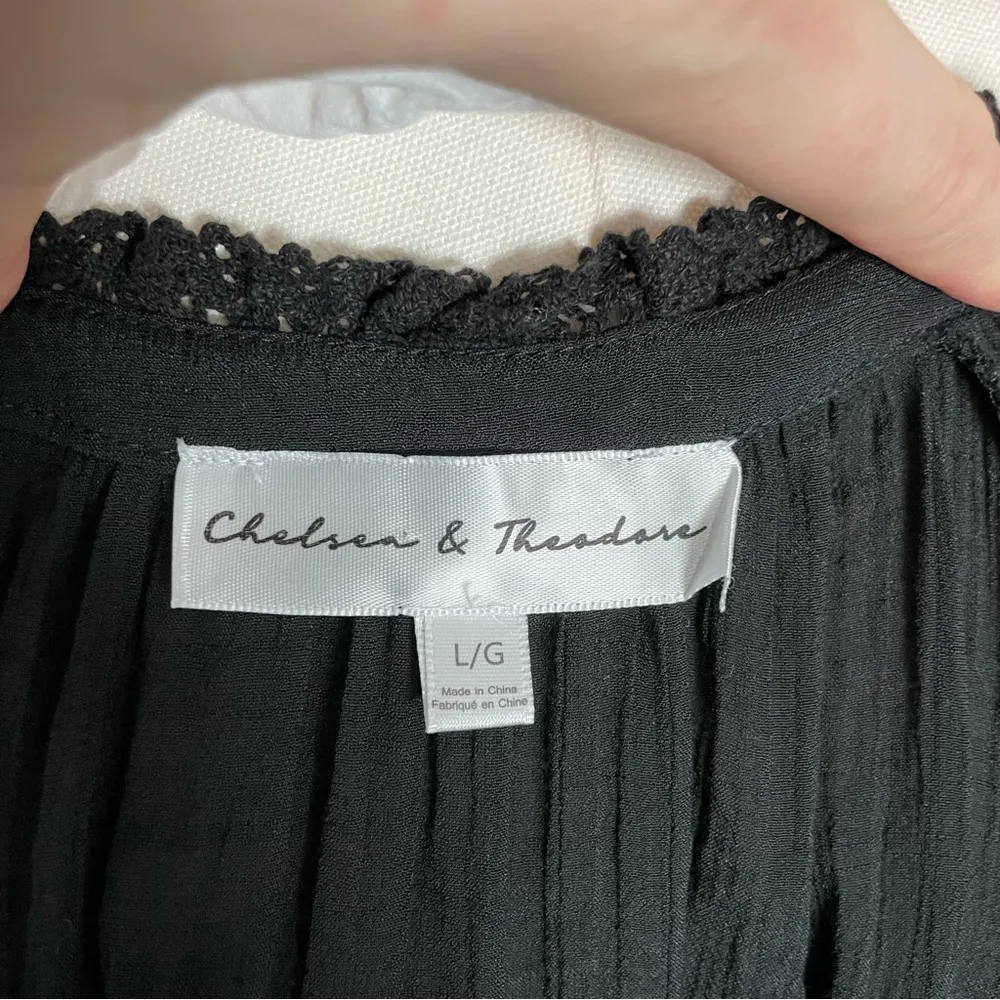 Chelsea & Theodore
L/G
Made in China
Fabriqué en Chine